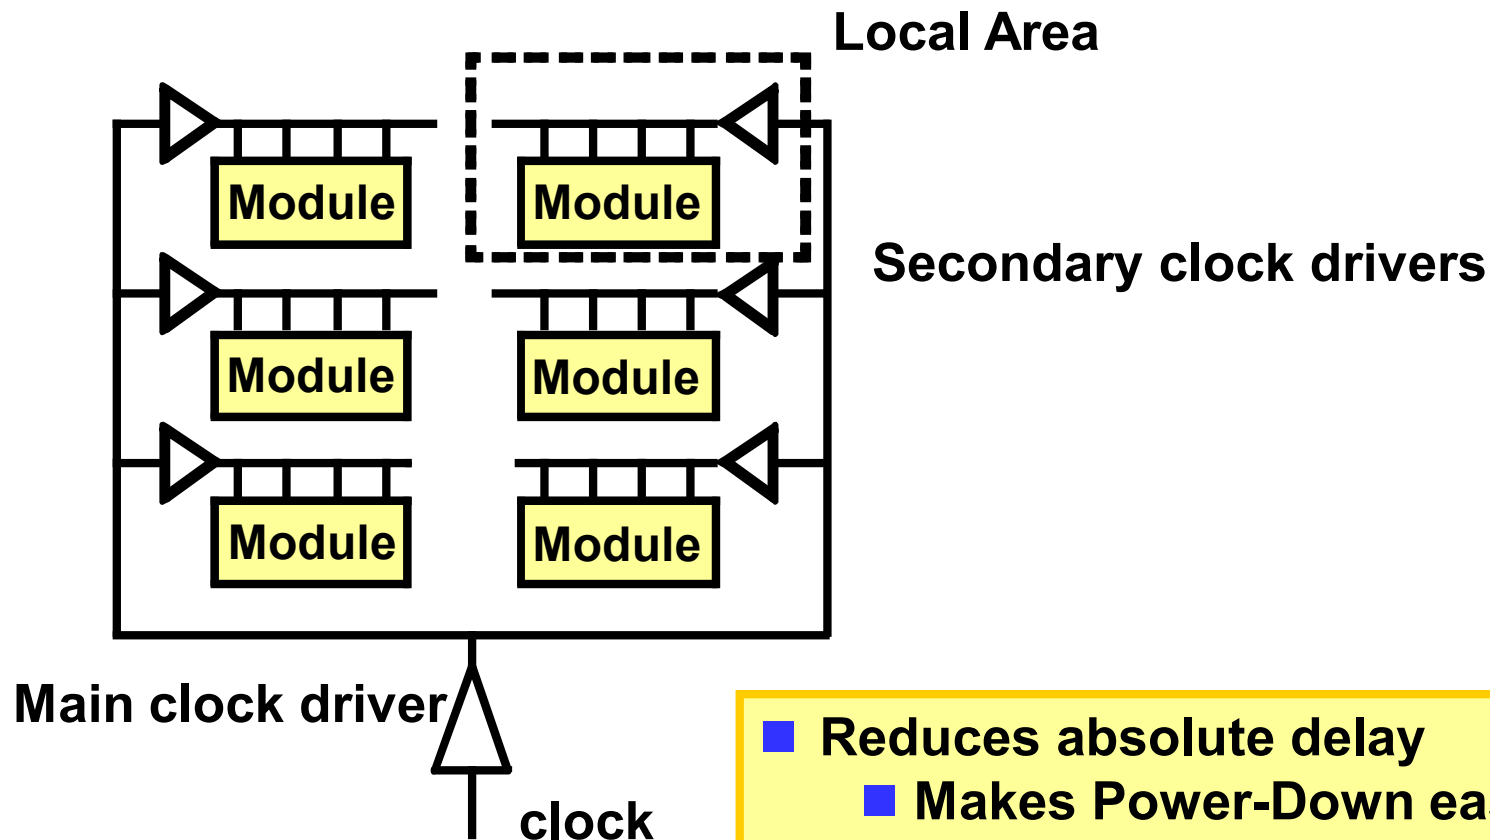 Local Area
Module Module
Secondary clock drivers
Module Module
Module Module
Main clock driver
Reduces absolute delay
Makes Power-Down
clock